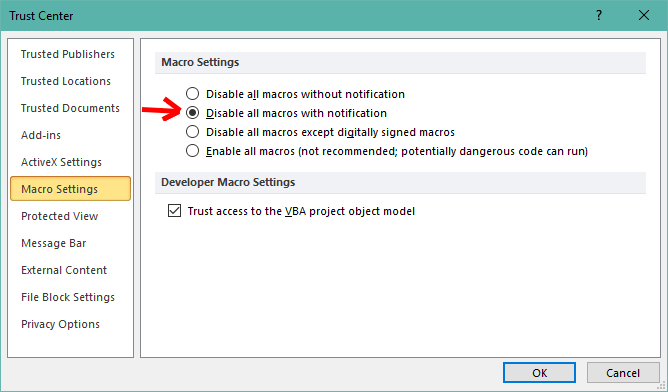 Trust Center
?
Trusted Publishers
Trusted Locations
Trusted Documents
Add-ins
ActiveX Settings
Macro Settings
Protected View
Message Bar
External Content
File Block Settings
Privacy Options
Macro Settings
Disable all macros without notification
Disable all macros with notification
Disable all macros except digitally signed macros
Enable all macros (not recommended; potentially dangerous code can run)
Developer Macro Settings
Trust access to the VBA project object model
OK
Cancel